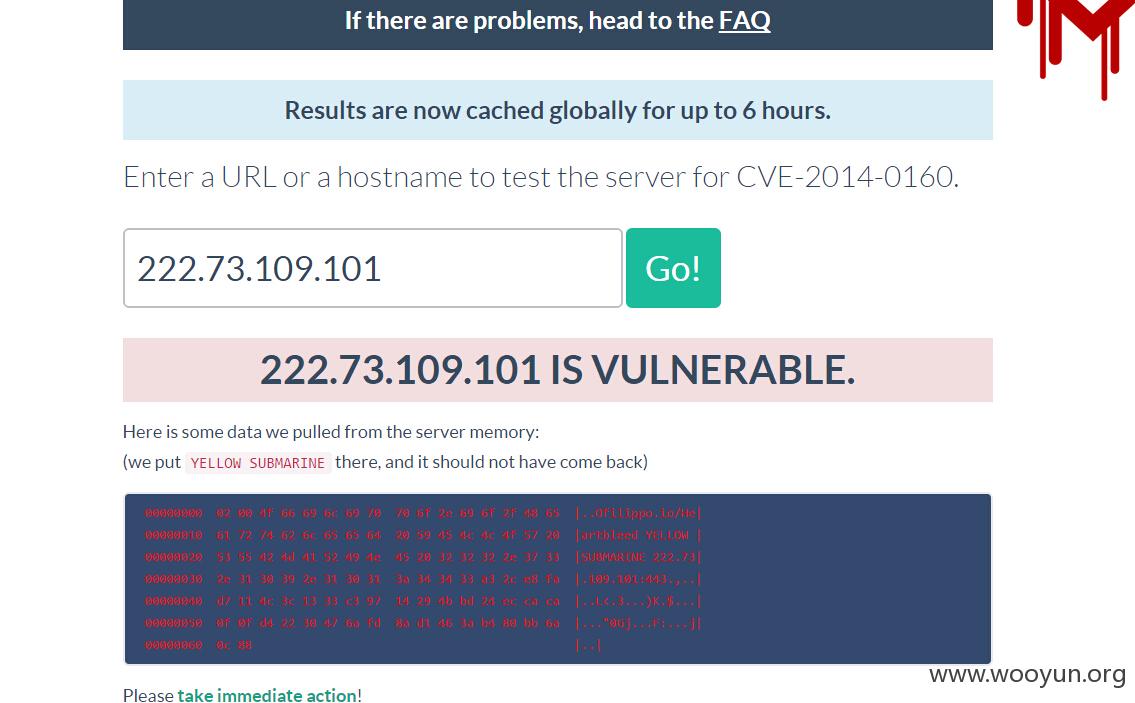 If there are problems, head to the FAQ
Results are now cached globally for up to 6 hours.
Enter a URL or a hostname to test the server for CVE-2014-0160.
222.73.109.101
Go!
222.73.109.101 IS VULNERABLE.
Here is some data we pulled from the server memory:
(we put YELLOW SUBMARINE there, and it should not have come back)
00000000 02 00 4f 66 69 6c 69 70 70 6f 2e 69 6f 2f 48 65 |..Ofilippo.io/He|
00000010 61 72 74 62 6c 65 65 64 20 59 45 4c 4c 4f 57 20 |artbleed YELLOW |
00000020 53 55 42 4d 41 52 49 4e 45 20 32 32 32 2e 37 33 |SUBMARINE 222.73|
00000030 2e 31 30 39 2e 31 30 31 3a 34 34 33 a3 2c e8 fa |.109.101:443.,..|
00000040 d7 11 4c 3c 13 33 c3 97 14 29 4b bd 24 ec ca ca |..L<.3...)K.$...|
00000050 0f 0f d4 22 30 47 6a fd 8a d1 46 3a b4 80 bb 6a |..."0Gj...F:...j|
00000060 0c 88 |..|
www.wooyun.org
Please take immediate action!